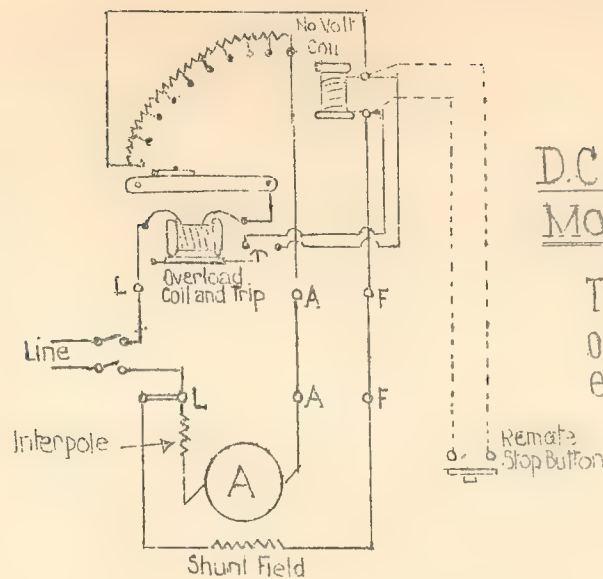 No Volt
Coil
D.C
Mo
Overload
Coil and Trip
T
L
A
F
Line
L
A
F
Interpole
A
Remote
Stop Button
Shunt Field